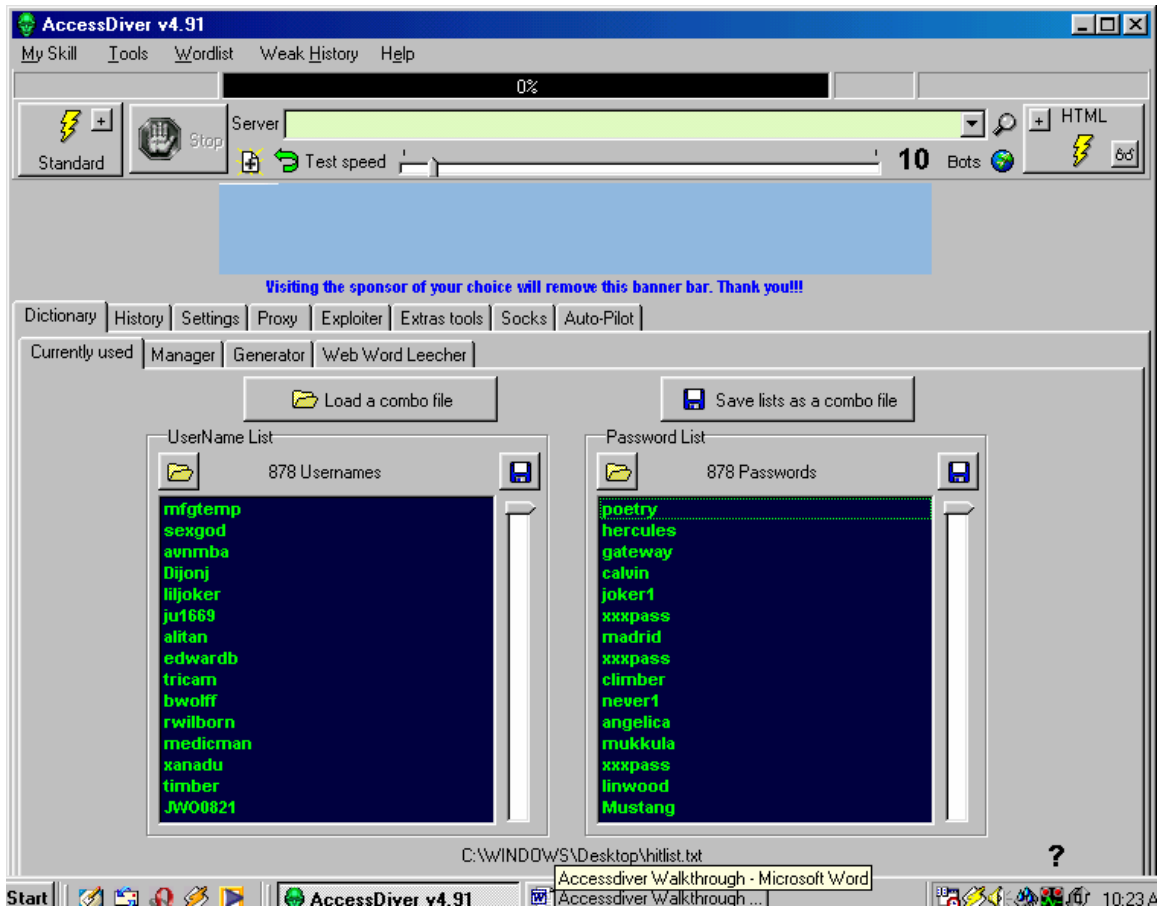 AccessDiver v4.91
My Skill Tools Wordlist Weak History Help
0%
Standard
Stop
Server
Test speed
10 Bots
HTML
Visiting the sponsor of your choice will remove this banner bar. Thank you!!!
Dictionary History Settings Proxy Exploiter Extras tools Socks Auto-Pilot
Currently used Manager Generator Web Word Leecher
Load a combo file
Save lists as a combo file
UserName List
878 Usernames
mfgtemp
sexgod
avnmba
Dijonj
liljoker
ju1669
alitan
edwardb
tricam
bwolff
rwilborn
medicman
xanadu
timber
JWO0821
Password List
878 Passwords
poetry
hercules
gateway
calvin
joker1
xxxpass
madrid
xxxpass
climber
never1
angelica
mukkula
xxxpass
linwood
Mustang
C:\WINDOWS\Desktop\hitlist.txt
?
Accessdiver Walkthrough - Microsoft Word
Start
AccessDiver v4.91
Accessdiver Walkthrough ...
10:23 A